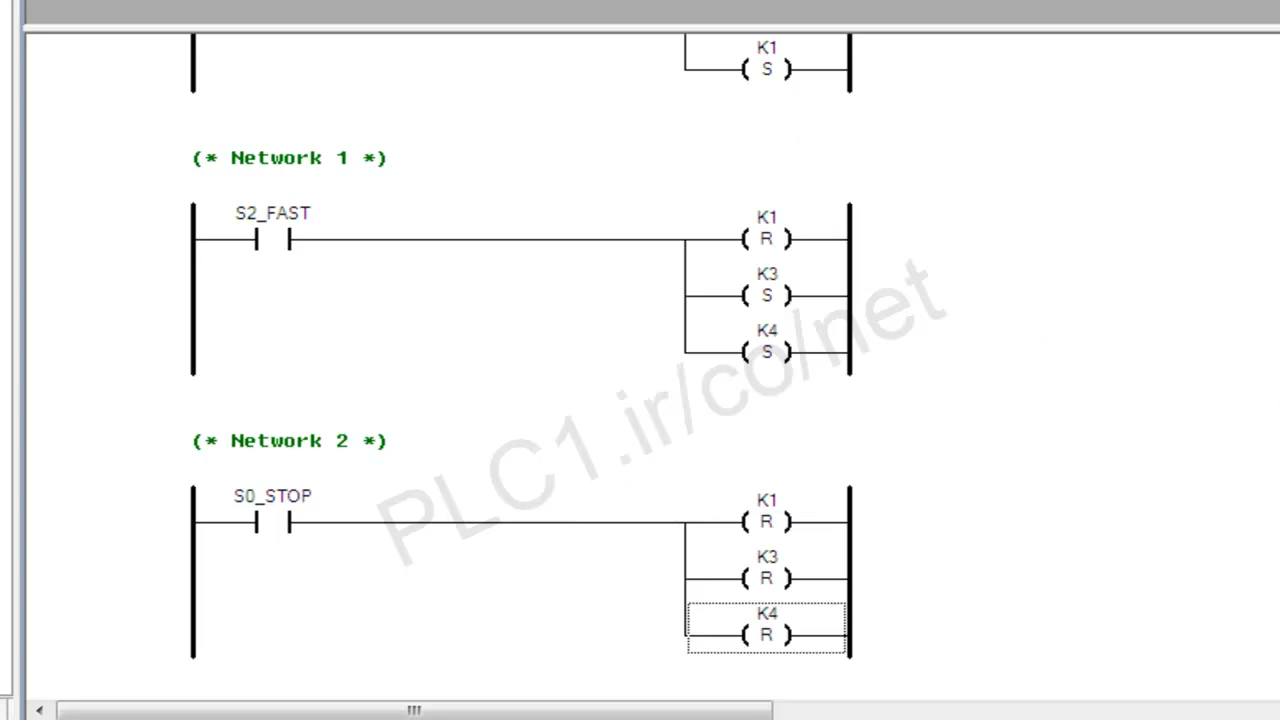 K1
( S )
(* Network 1 *)
S2_FAST
K1
( R )
K3
( S )
K4
( S )
PLC1.ir/co/net
(* Network 2 *)
S0_STOP
K1
( R )
K3
( R )
K4
( R )